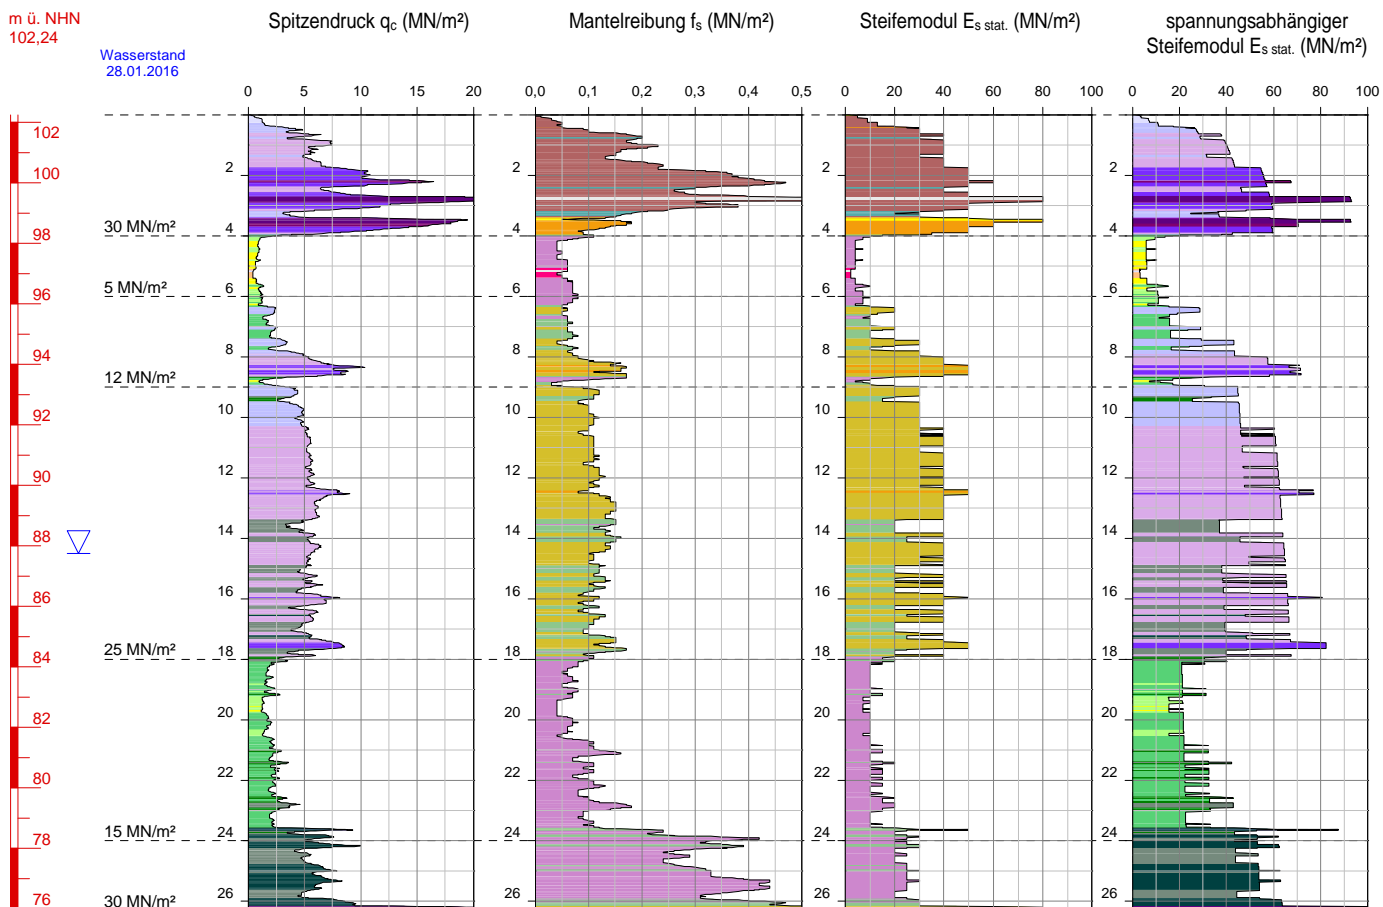 m ü. NHN
102,24
Wasserstand
28.01.2016
Spitzendruck qc (MN/m²)
Mantelreibung fs (MN/m²)
Steifemodul Es stat. (MN/m²)
spannungsabhängiger
Steifemodul Es stat. (MN/m²)
0 5 10 15 20
0,0 0,1 0,2 0,3 0,4 0,5
0 20 40 60 80 100
0 20 40 60 80 100
102
2 2 2 2
100
30 MN/m² 4 4 4 4
98
5 MN/m² 6 6 6 6
96
8 8 8 8
94
12 MN/m²
10 10 10 10
92
12 12 12 12
90
14 14 14 14
88
16 16 16 16
86
25 MN/m² 18 18 18 18
84
20 20 20 20
82
22 22 22 22
80
15 MN/m² 24 24 24 24
78
26 26 26 26
76
30 MN/m²